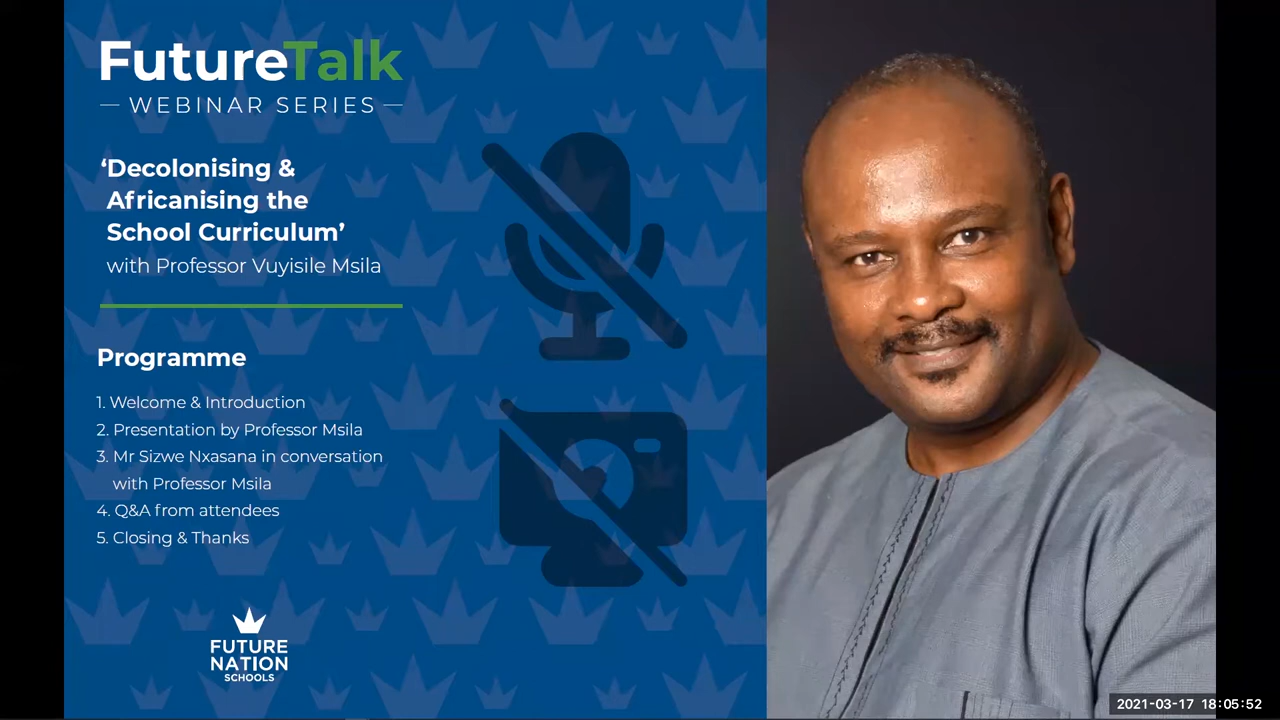 FutureTalk
WEBINAR SERIES
‘Decolonising &
Africanising the
School Curriculum’
with Professor Vuyisile Msila
Programme
1. Welcome & Introduction
2. Presentation by Professor Msila
3. Mr Sizwe Nxasana in conversation
with Professor Msila
4. Q&A from attendees
5. Closing & Thanks
FUTURE
NATION
SCHOOLS
2021-03-17 18:05:52